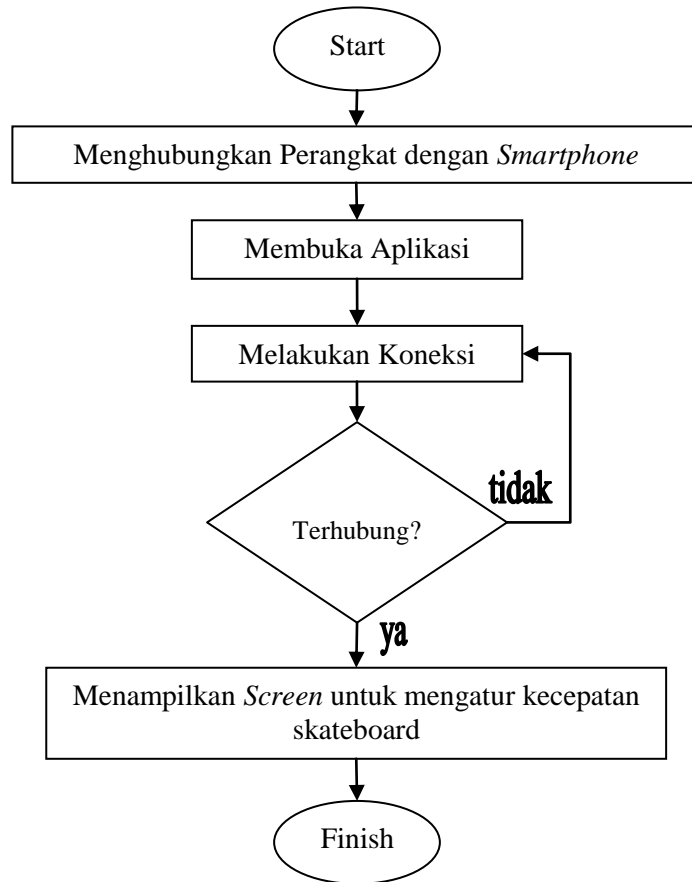 Start
Menghubungkan Perangkat dengan Smartphone
Membuka Aplikasi
Melakukan Koneksi
tidak
Terhubung?
ya
Menampilkan Screen untuk mengatur kecepatan
skateboard
Finish